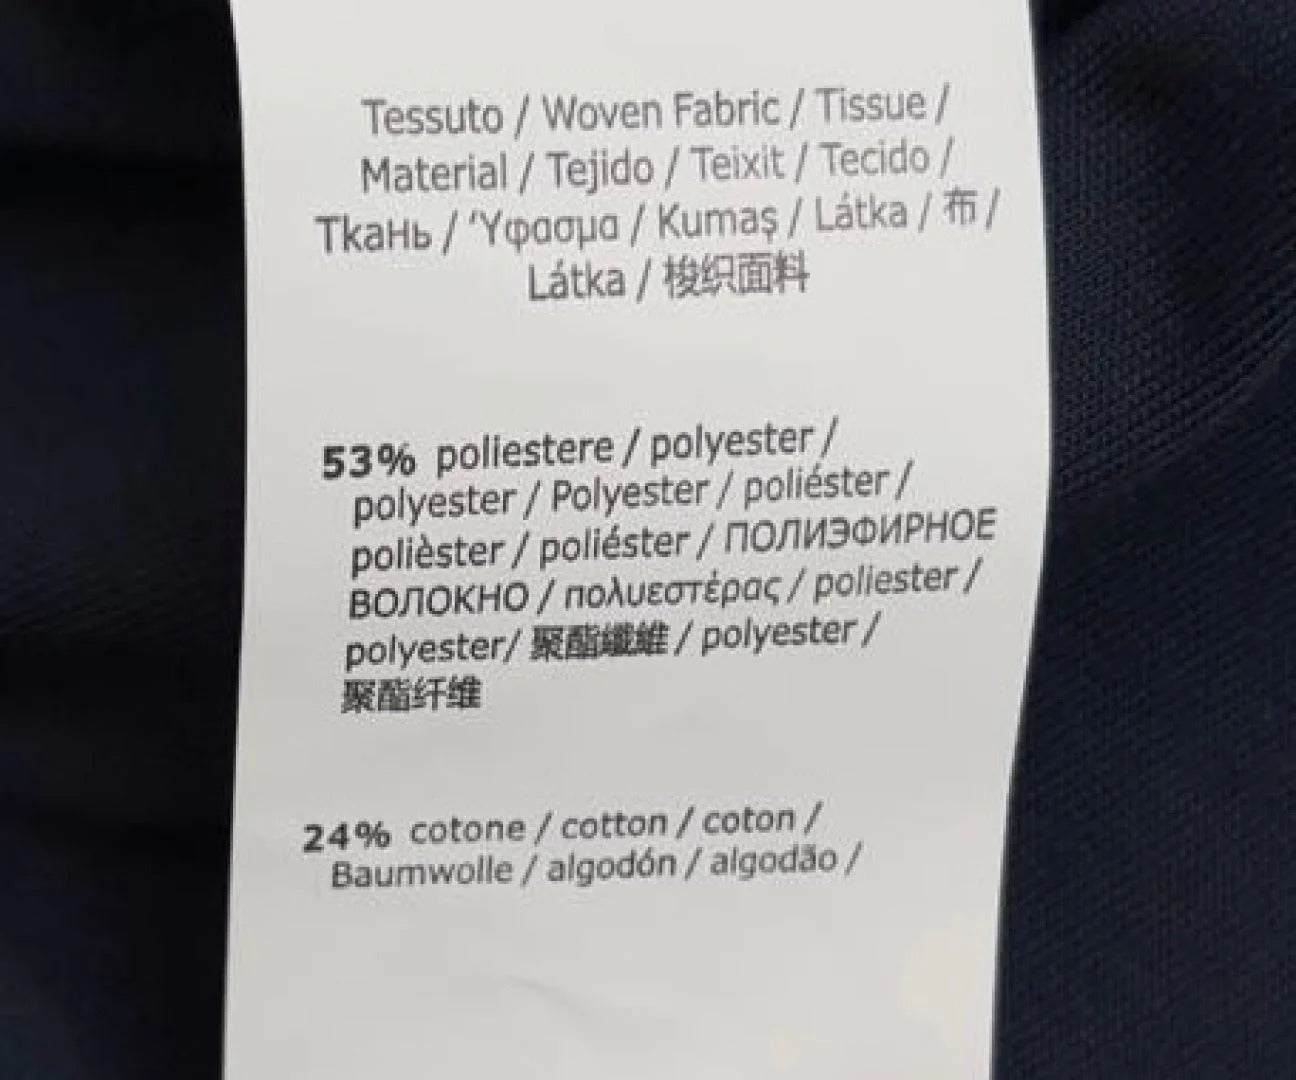 Tessuto / Woven Fabric / Tissue /
Material / Tejido / Teixit / Tecido /
Ткань / Ύφασμα / Kumaş / Látka / 布 /
Látka / 梭织面料
53% poliestere / polyester /
polyester / Polyester / poliéster /
polièster / poliéster / ПОЛИЭФИРНОЕ
ВОЛОКНО / πολυεστέρας / poliester /
polyester/ 聚酯纖維 / polyester /
聚酯纤维
24% cotone / cotton / coton /
Baumwolle / algodón / algodão /